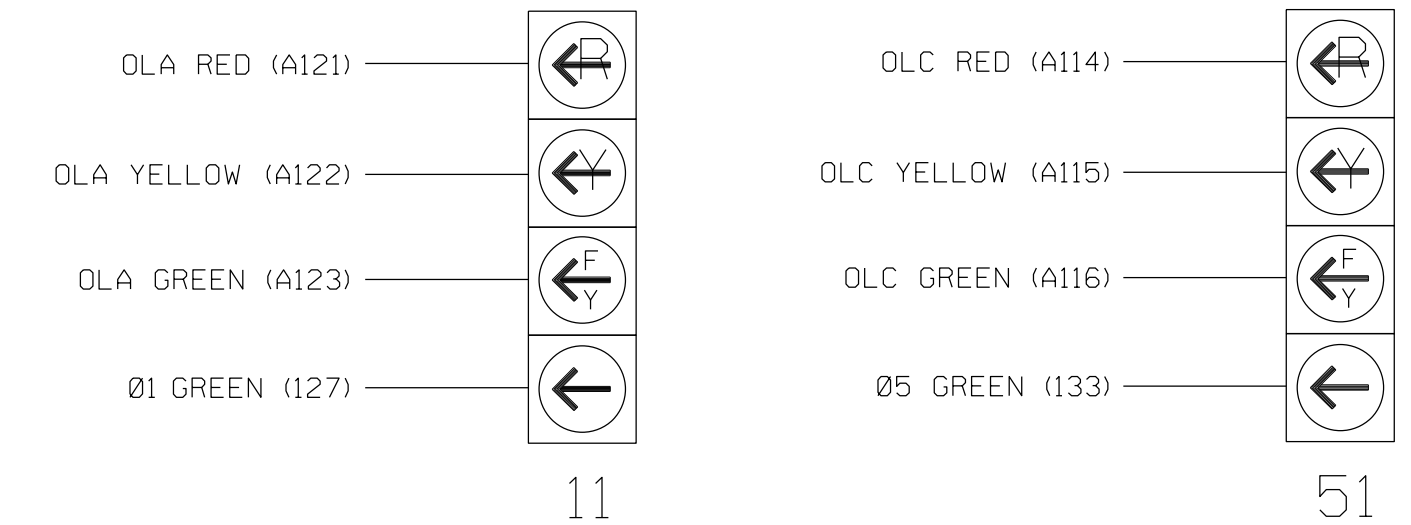 OLA RED (A121)
R
OLA YELLOW (A122)
Y
OLA GREEN (A123)
F
Y
Ø1 GREEN (127)
11
OLC RED (A114)
R
OLC YELLOW (A115)
Y
OLC GREEN (A116)
F
Y
Ø5 GREEN (133)
51